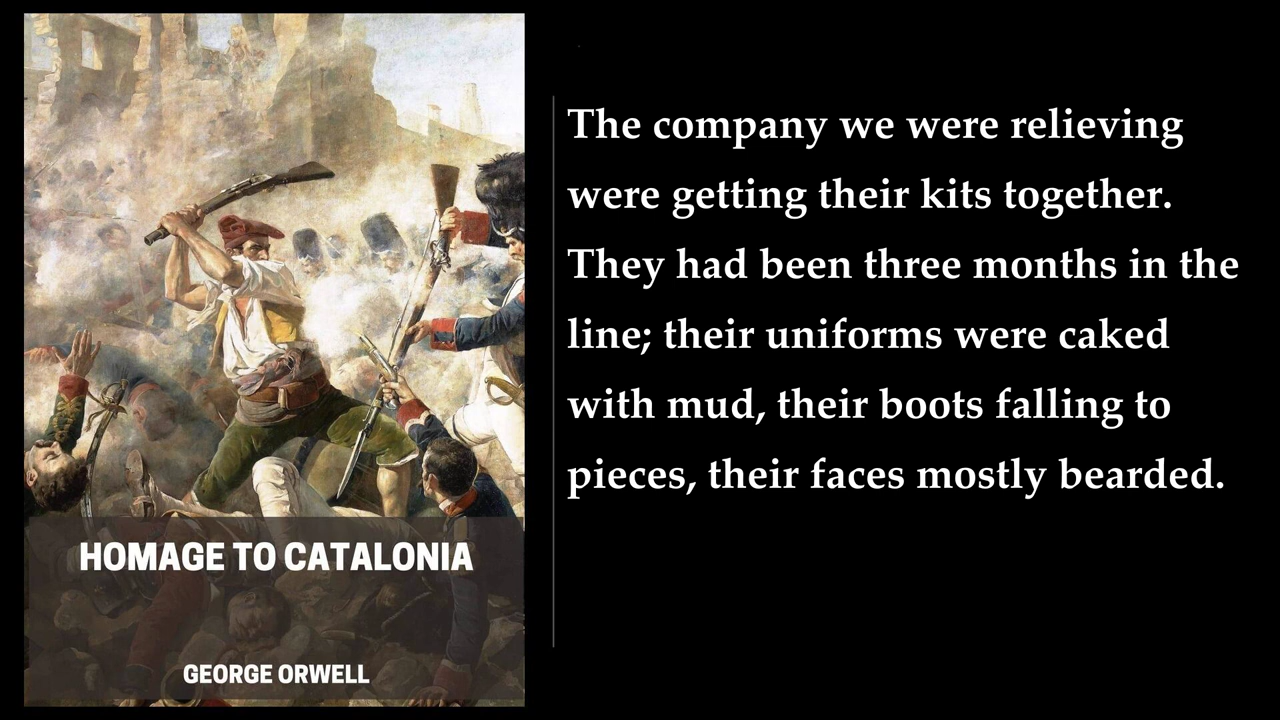 The company we were relieving
were getting their kits together.
They had been three months in the
line; their uniforms were caked
with mud, their boots falling to
pieces, their faces mostly bearded.
HOMAGE TO CATALONIA
GEORGE ORWELL